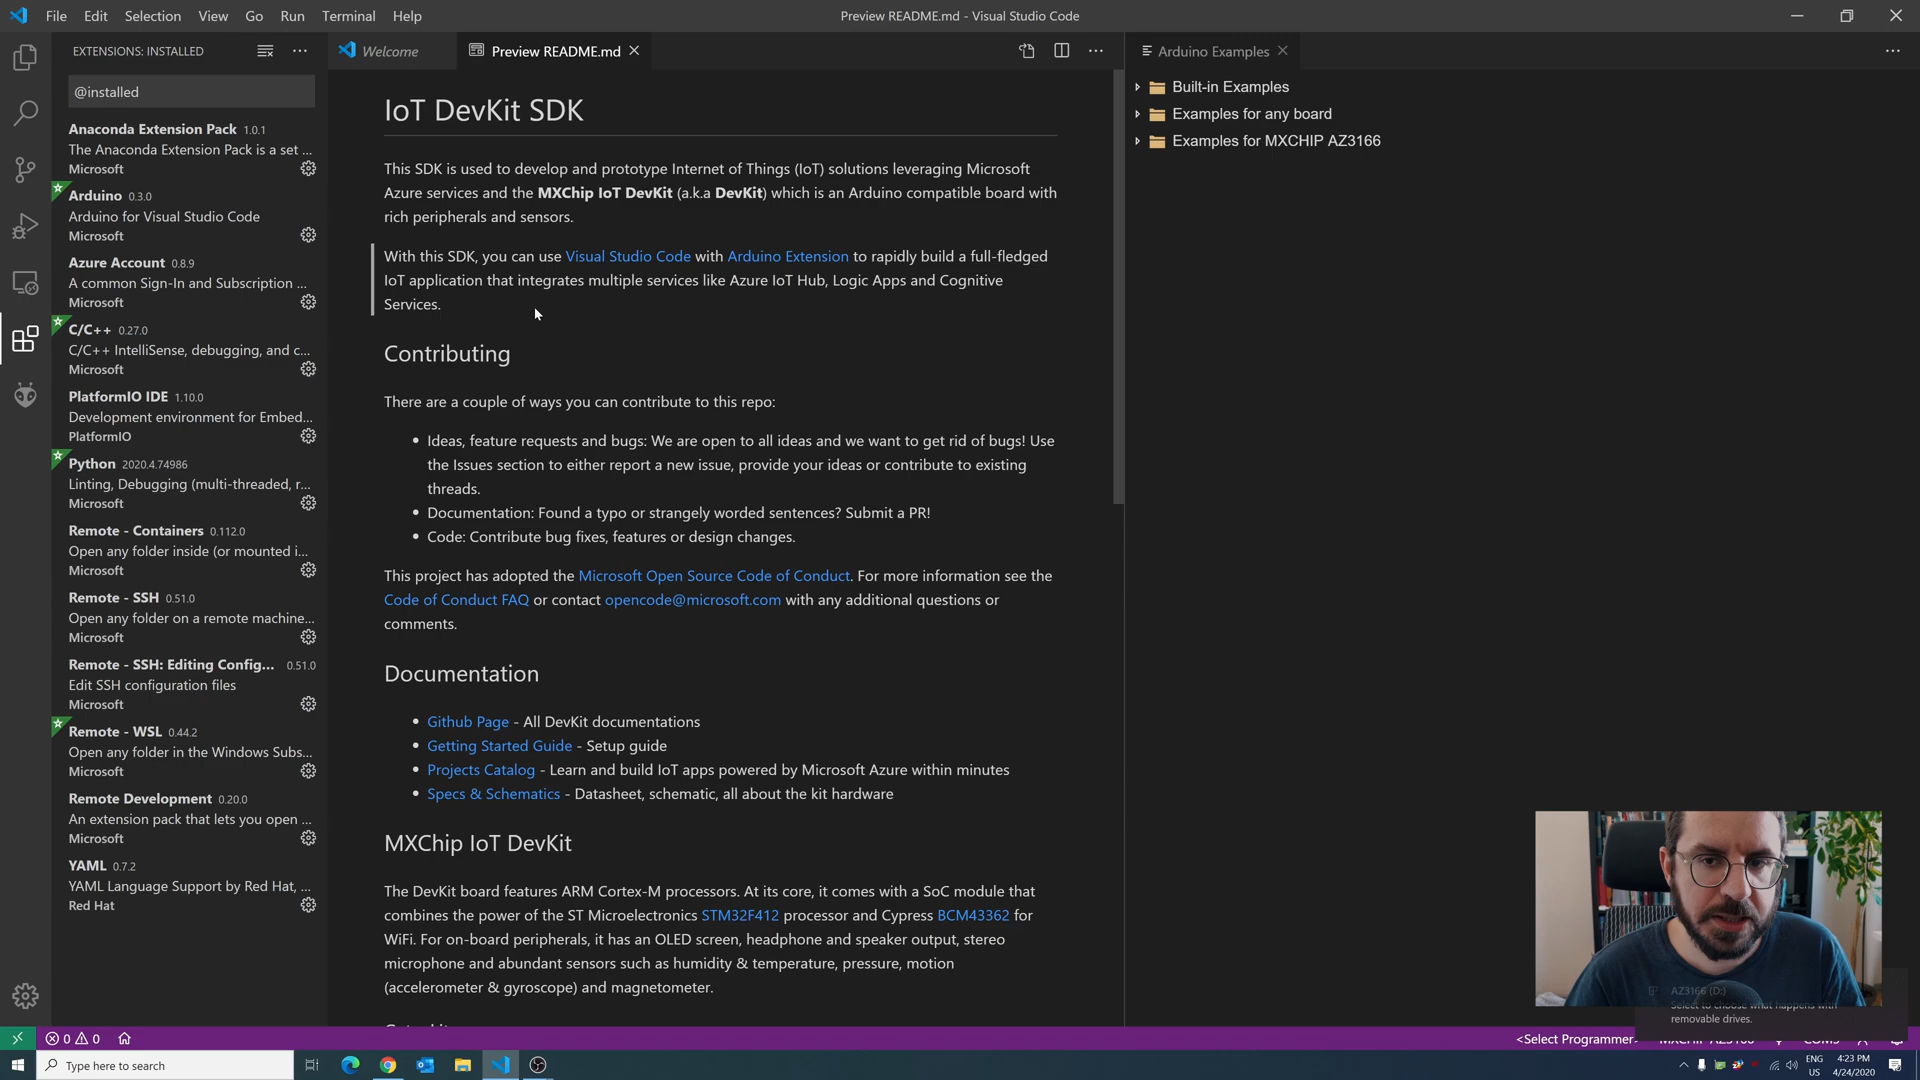 File Edit Selection View Go Run Terminal Help
Preview README.md - Visual Studio Code
EXTENSIONS: INSTALLED
@installed
Anaconda Extension Pack 1.0.1
The Anaconda Extension Pack is a set ...
Microsoft
Arduino 0.3.0
Arduino for Visual Studio Code
Microsoft
Azure Account 0.8.9
A common Sign-In and Subscription ...
Microsoft
C/C++ 0.27.0
C/C++ IntelliSense, debugging, and c...
Microsoft
PlatformIO IDE 1.10.0
Development environment for Embed...
PlatformIO
Python 2020.4.74986
Linting, Debugging (multi-threaded, r...
Microsoft
Remote - Containers 0.112.0
Open any folder inside (or mounted i...
Microsoft
Remote - SSH 0.51.0
Open any folder on a remote machine...
Microsoft
Remote - SSH: Editing Config... 0.51.0
Edit SSH configuration files
Microsoft
Remote - WSL 0.44.2
Open any folder in the Windows Subs...
Microsoft
Remote Development 0.20.0
An extension pack that lets you open ...
Microsoft
YAML 0.7.2
YAML Language Support by Red Hat, ...
Red Hat
Welcome
Preview README.md
IoT DevKit SDK
This SDK is used to develop and prototype Internet of Things (IoT) solutions leveraging Microsoft
Azure services and the MXChip IoT DevKit (a.k.a DevKit) which is an Arduino compatible board with
rich peripherals and sensors.
With this SDK, you can use Visual Studio Code with Arduino Extension to rapidly build a full-fledged
IoT application that integrates multiple services like Azure IoT Hub, Logic Apps and Cognitive
Services.
Contributing
There are a couple of ways you can contribute to this repo:
• Ideas, feature requests and bugs: We are open to all ideas and we want to get rid of bugs! Use
the Issues section to either report a new issue, provide your ideas or contribute to existing
threads.
• Documentation: Found a typo or strangely worded sentences? Submit a PR!
• Code: Contribute bug fixes, features or design changes.
This project has adopted the Microsoft Open Source Code of Conduct. For more information see the
Code of Conduct FAQ or contact opencode@microsoft.com with any additional questions or
comments.
Documentation
• Github Page - All DevKit documentations
• Getting Started Guide - Setup guide
• Projects Catalog - Learn and build IoT apps powered by Microsoft Azure within minutes
• Specs & Schematics - Datasheet, schematic, all about the kit hardware
MXChip IoT DevKit
The DevKit board features ARM Cortex-M processors. At its core, it comes with a SoC module that
combines the power of the ST Microelectronics STM32F412 processor and Cypress BCM43362 for
WiFi. For on-board peripherals, it has an OLED screen, headphone and speaker output, stereo
microphone and abundant sensors such as humidity & temperature, pressure, motion
(accelerometer & gyroscope) and magnetometer.
Arduino Examples
Built-in Examples
Examples for any board
Examples for MXCHIP AZ3166
AZ3166 (D:)
Select to choose what happens with
removable drives.
0 0
<Select Programmer> MXCHIP AZ3166 COM3
Type here to search
ENG
US
4:23 PM
4/24/2020